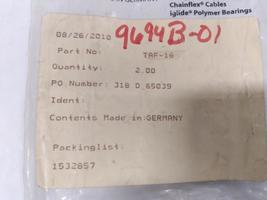 Chainflex® Cables
iglide® Polymer Bearings
9694B-01
08/26/2010
Part No: TAF-16
Quantity: 2.00
PO Number: 318 D 65039
Ident:
Contents Made in: GERMANY
Packinglist:
1532857